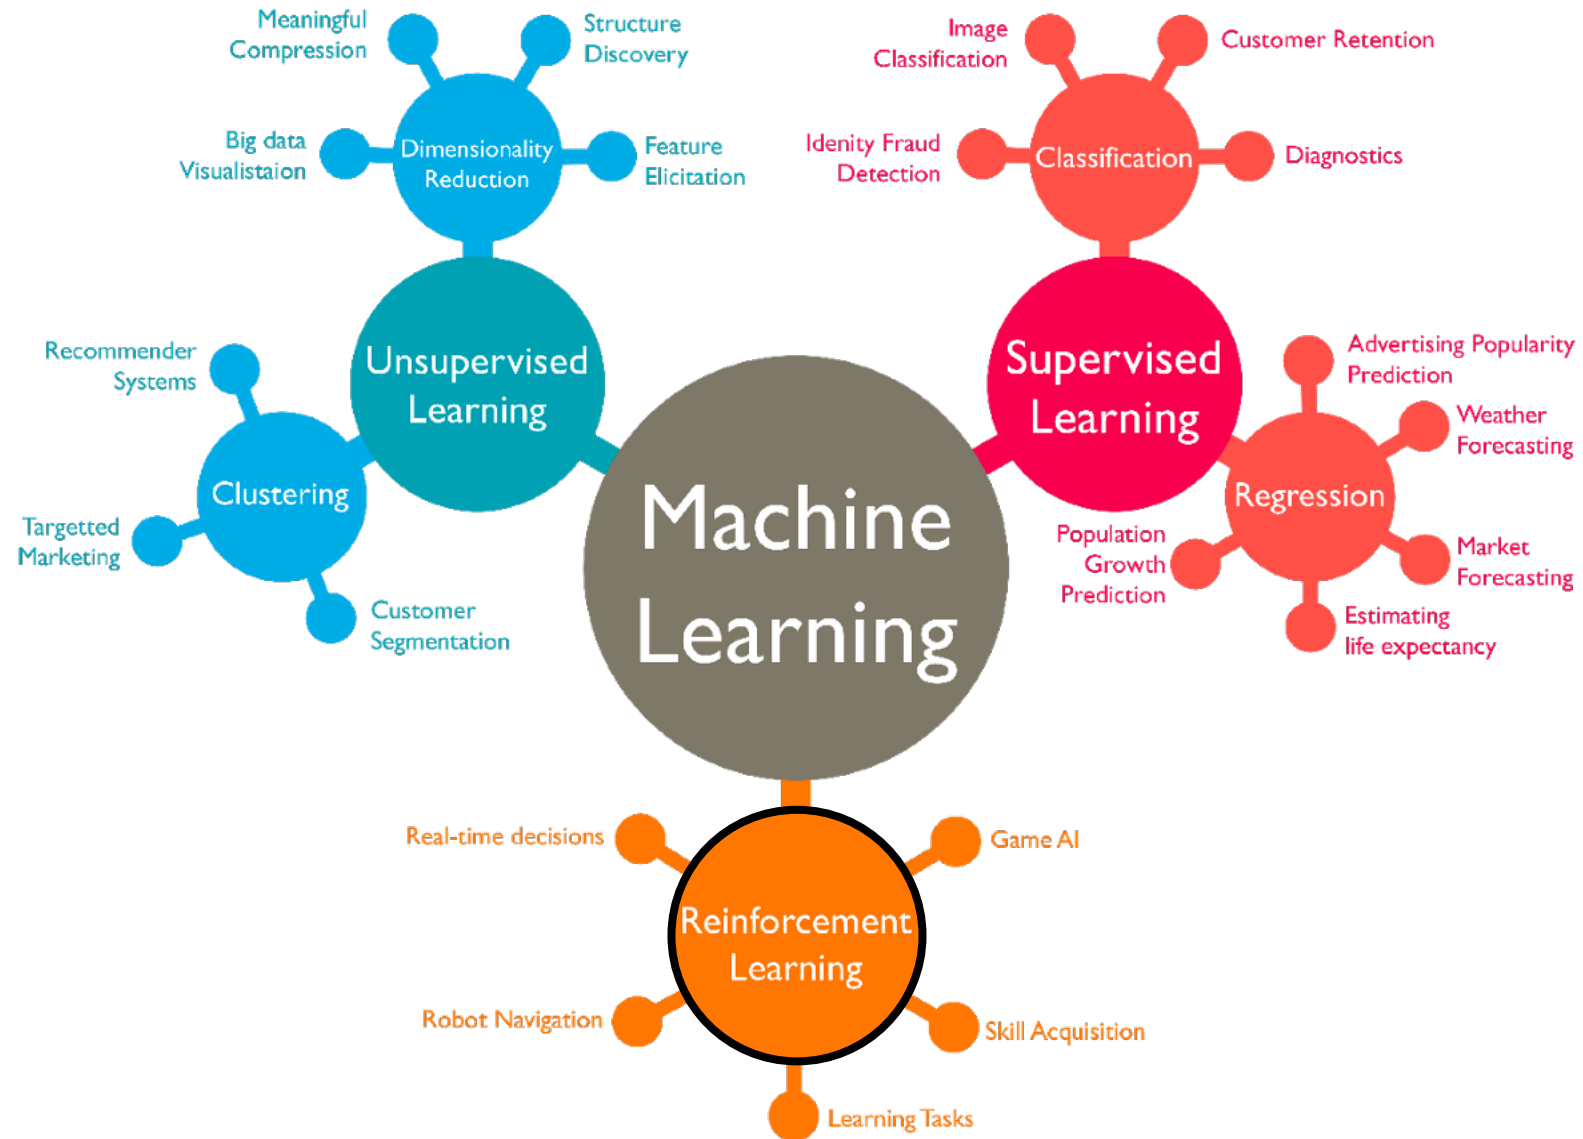 Meaningful
Compression
Structure
Discovery
Big data
Visualistaion
Dimensionality
Reduction
Feature
Elicitation
Image
Classification
Customer Retention
Idenity Fraud
Detection
Classification
Diagnostics
Unsupervised
Learning
Recommender
Systems
Clustering
Targetted
Marketing
Customer
Segmentation
Supervised
Learning
Advertising Popularity
Prediction
Weather
Forecasting
Regression
Population
Growth
Prediction
Market
Forecasting
Estimating
life expectancy
Machine
Learning
Real-time decisions
Game AI
Reinforcement
Learning
Robot Navigation
Skill Acquisition
Learning Tasks